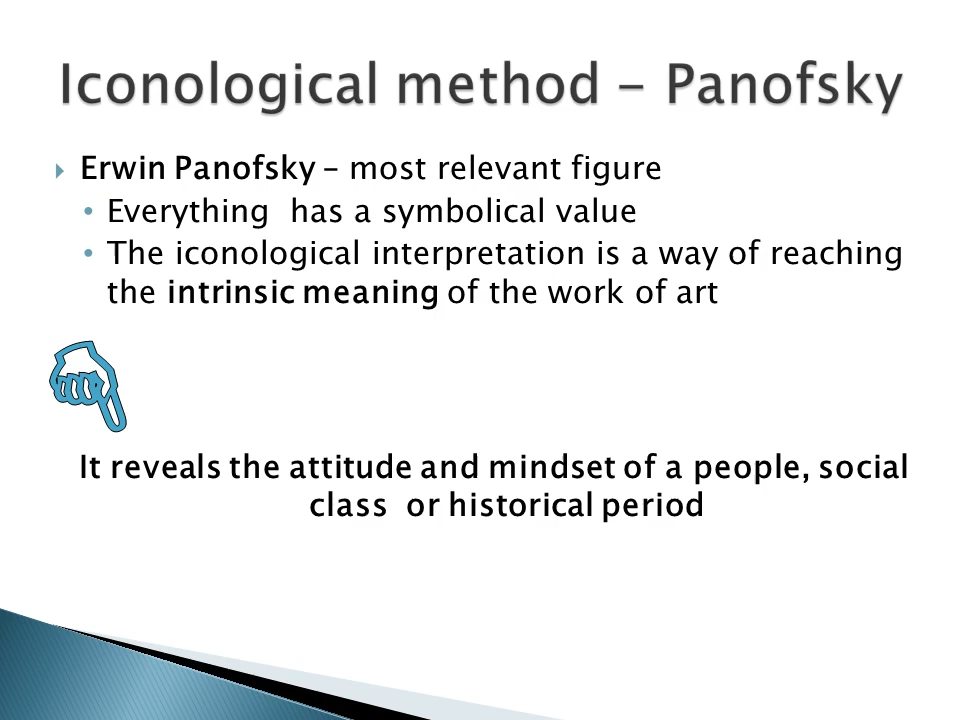 Iconological method - Panofsky
Erwin Panofsky – most relevant figure
• Everything  has a symbolical value
• The iconological interpretation is a way of reaching
the intrinsic meaning of the work of art
It reveals the attitude and mindset of a people, social
class  or historical period